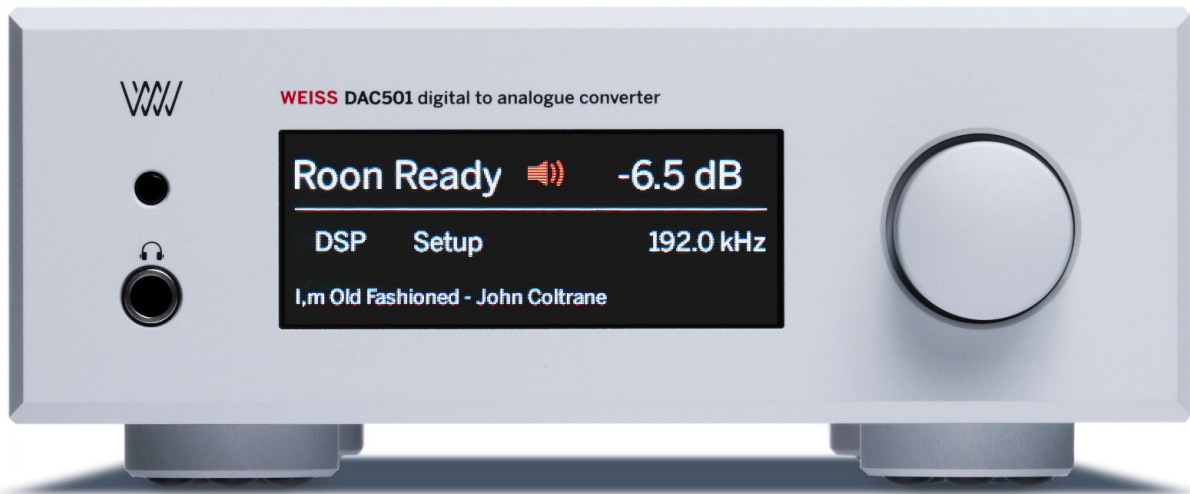 WEISS DAC501 digital to analogue converter
Roon Ready -6.5 dB
DSP Setup 192.0 kHz
I,m Old Fashioned - John Coltrane